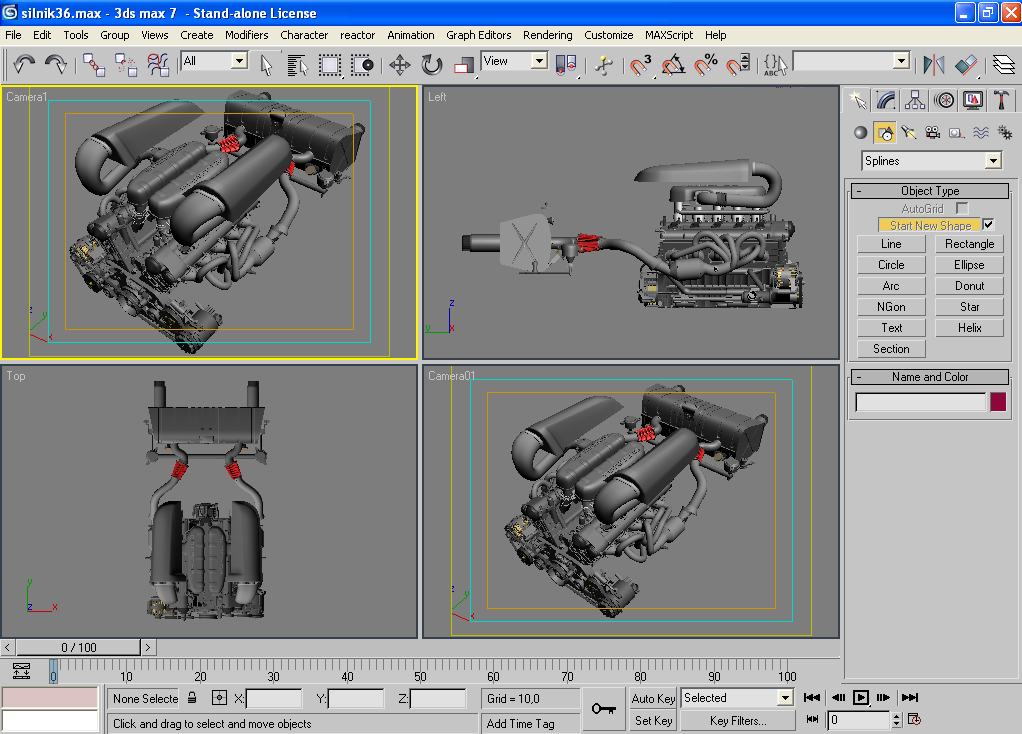 silnik36.max - 3ds max 7 - Stand-alone License
File Edit Tools Group Views Create Modifiers Character reactor Animation Graph Editors Rendering Customize MAXScript Help
All
View
3
{}
ABC
%
Camera1
Left
Top
Camera01
z
y
x
z
y
x
y
z
x
z
y
x
Splines
- Object Type
AutoGrid
Start New Shape
Line Rectangle
Circle Ellipse
Arc Donut
NGon Star
Text Helix
Section
- Name and Color
< 0 / 100 >
0 10 20 30 40 50 60 70 80 90 100
None Selecte X: Y: Z: Grid = 10,0
Auto Key Selected
Click and drag to select and move objects
Add Time Tag
Set Key Key Filters...
0